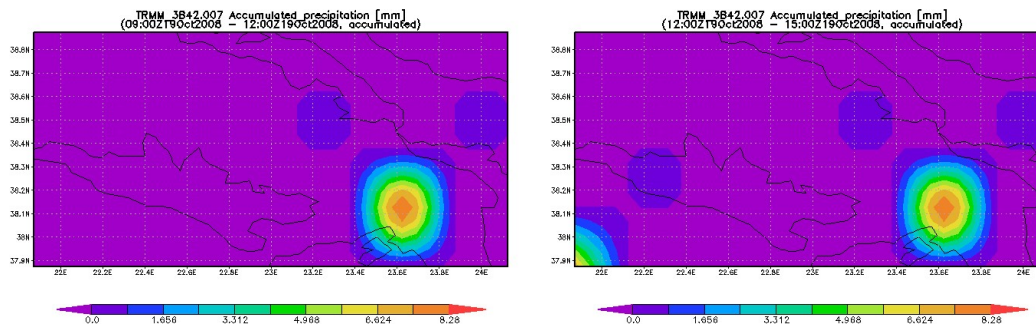 TRMM 3B42.007 Accumulated precipitation [mm]
(09:00Z19Oct2008 – 12:00Z19Oct2008, accumulated)
38.8N
38.7N
38.6N
38.5N
38.4N
38.3N
38.2N
38.1N
38N
37.9N
22E 22.2E 22.4E 22.6E 22.8E 23E 23.2E 23.4E 23.6E 23.8E 24E
0.0 1.656 3.312 4.968 6.624 8.28
TRMM 3B42.007 Accumulated precipitation [mm]
(12:00Z19Oct2008 – 15:00Z19Oct2008, accumulated)
38.8N
38.7N
38.6N
38.5N
38.4N
38.3N
38.2N
38.1N
38N
37.9N
22E 22.2E 22.4E 22.6E 22.8E 23E 23.2E 23.4E 23.6E 23.8E 24E
0.0 1.656 3.312 4.968 6.624 8.28